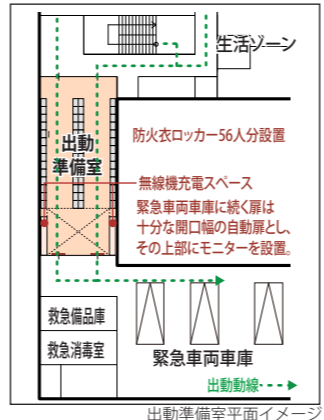 生活ゾーン
防火衣ロッカー56人分設置
出動
準備室
無線機充電スペース
緊急車両車庫に続く扉は
十分な開口幅の自動扉とし、
その上部にモニターを設置。
救急備品庫
救急消毒室
緊急車両車庫
出動動線
出動準備室平面イメージ